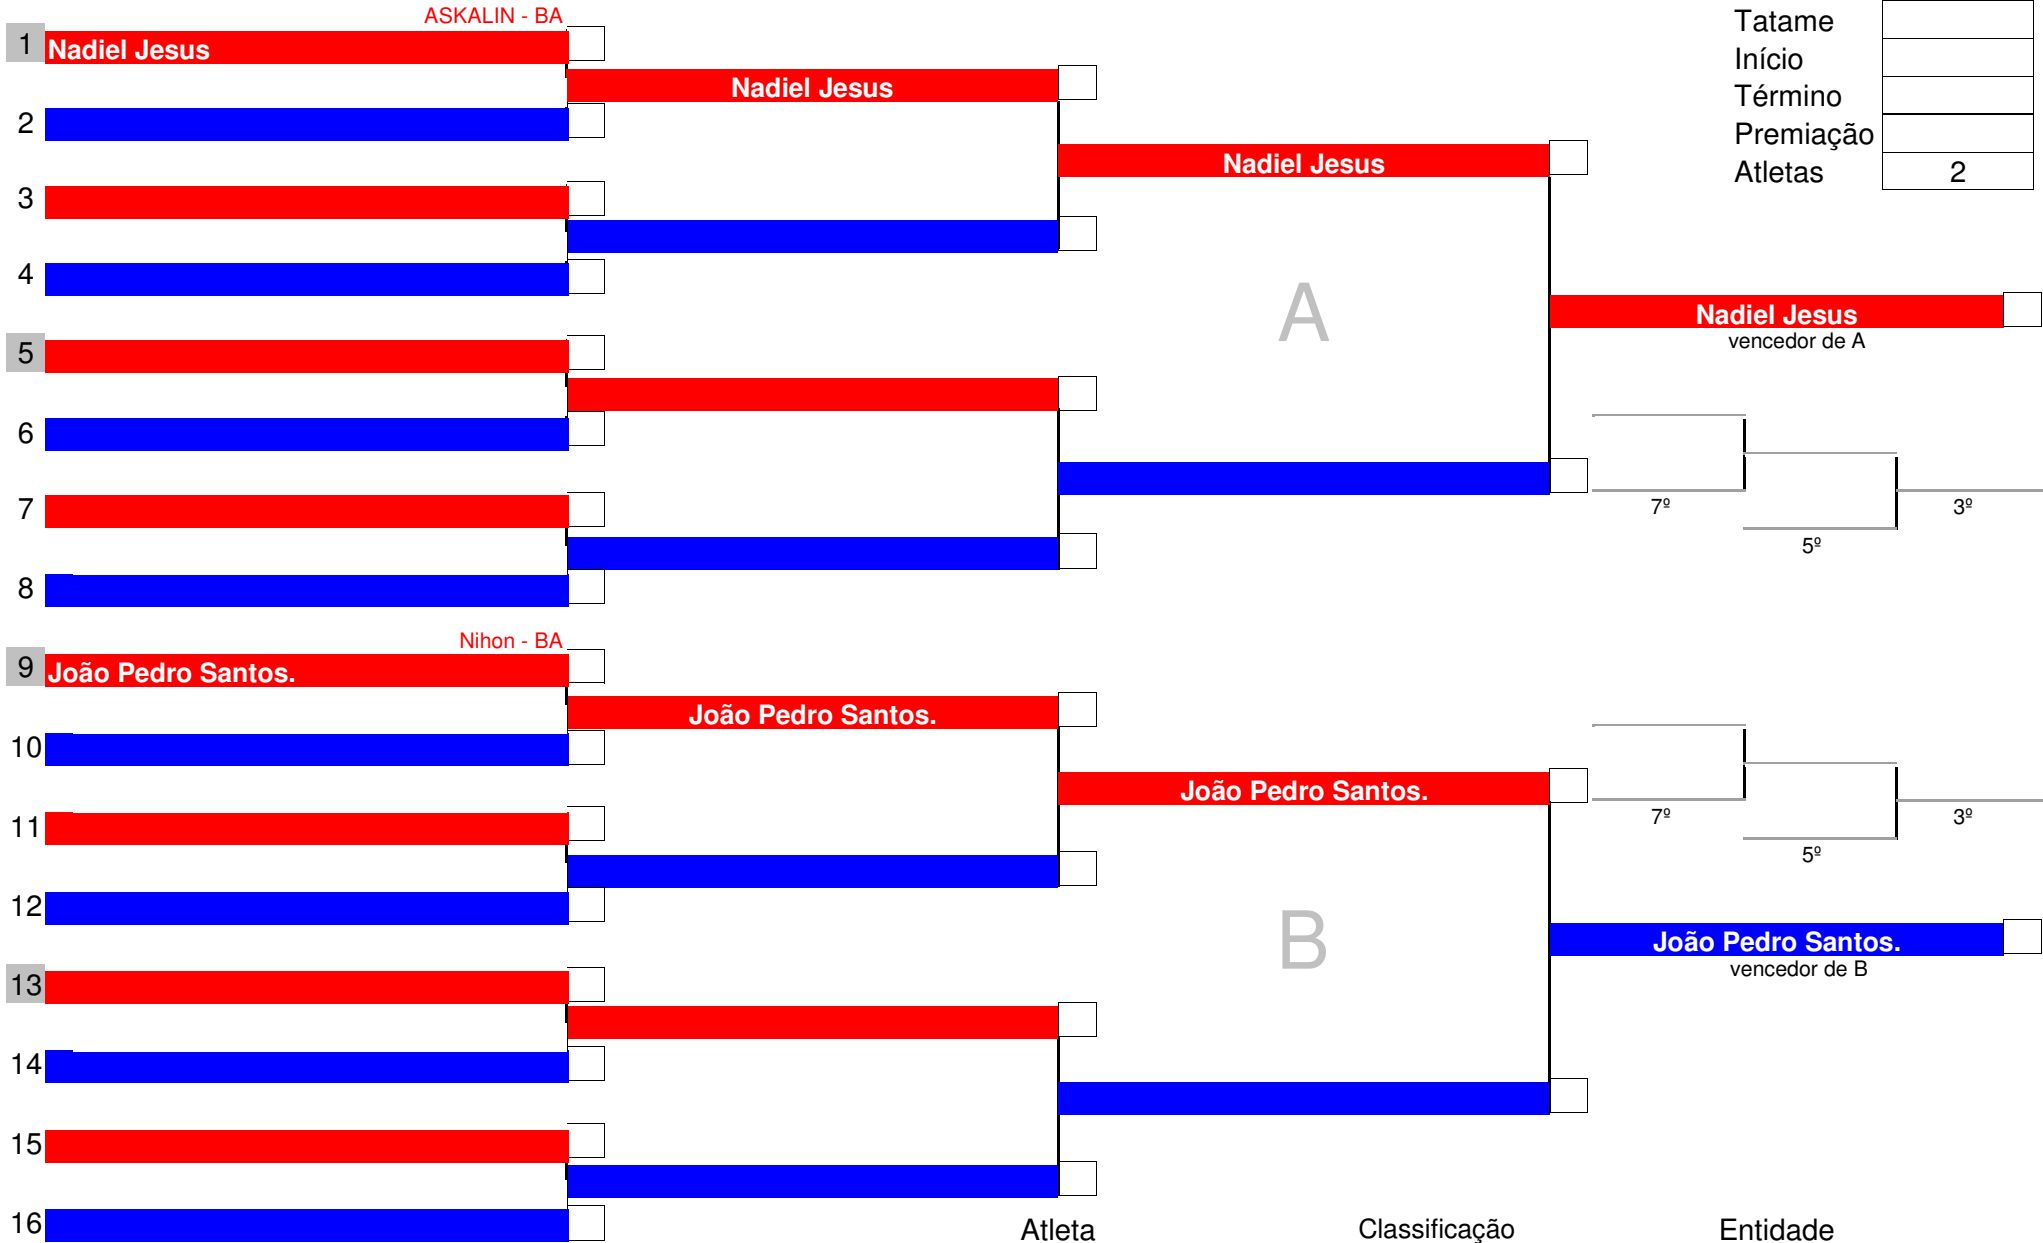 ASKALIN - BA
1 Nadiel Jesus
2
3
4
5
6
7
8
Nihon - BA
9 João Pedro Santos.
10
11
12
13
14
15
16
Nadiel Jesus
João Pedro Santos.
Nadiel Jesus
A
João Pedro Santos.
B
Tatame
Início
Término
Premiação
Atletas 2
Nadiel Jesus
vencedor de A
7º
5º
3º
7º
5º
3º
João Pedro Santos.
vencedor de B
Atleta Classificação Entidade